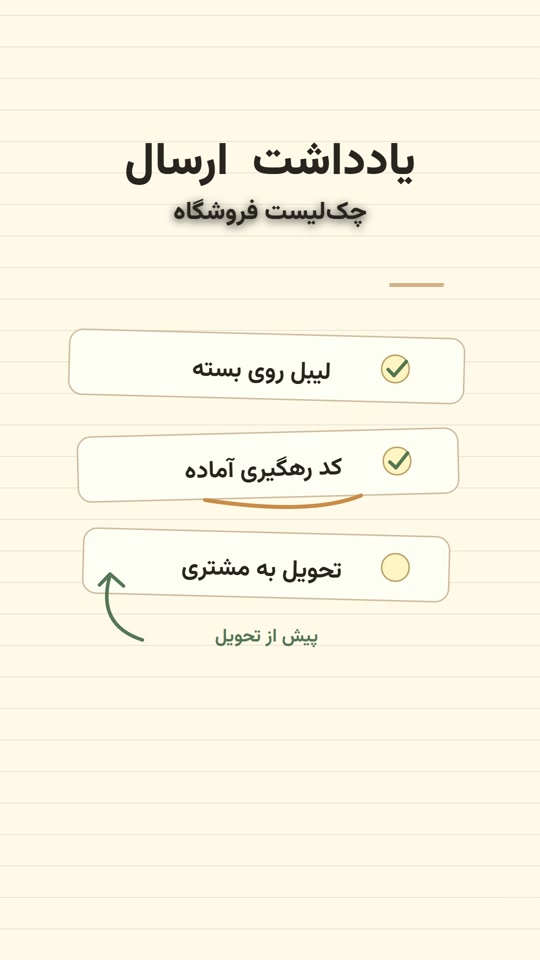 یادداشت ارسال
چک‌لیست فروشگاه
لیبل روی بسته
کد رهگیری آماده
تحویل به مشتری
پیش از تحویل